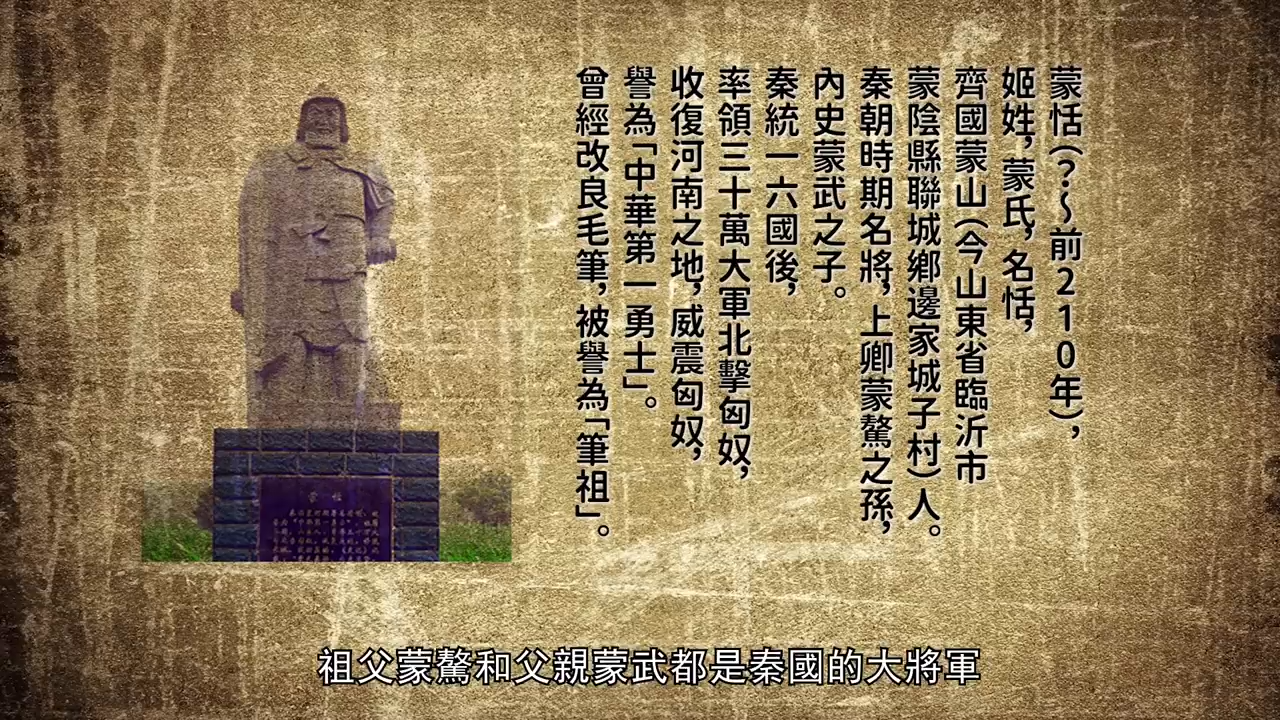 蒙恬(?～前210年),
姬姓,蒙氏,名恬,
齊國蒙山(今山東省臨沂市
蒙陰縣聯城鄉邊家城子村)人。
秦朝時期名將,上卿蒙驁之孫,
內史蒙武之子。
秦統一六國後,
率領三十萬大軍北擊匈奴,
收復河南之地,威震匈奴,
譽為「中華第一勇士」。
曾經改良毛筆,被譽為「筆祖」。
蒙恬
祖父蒙驁和父親蒙武都是秦國的大將軍